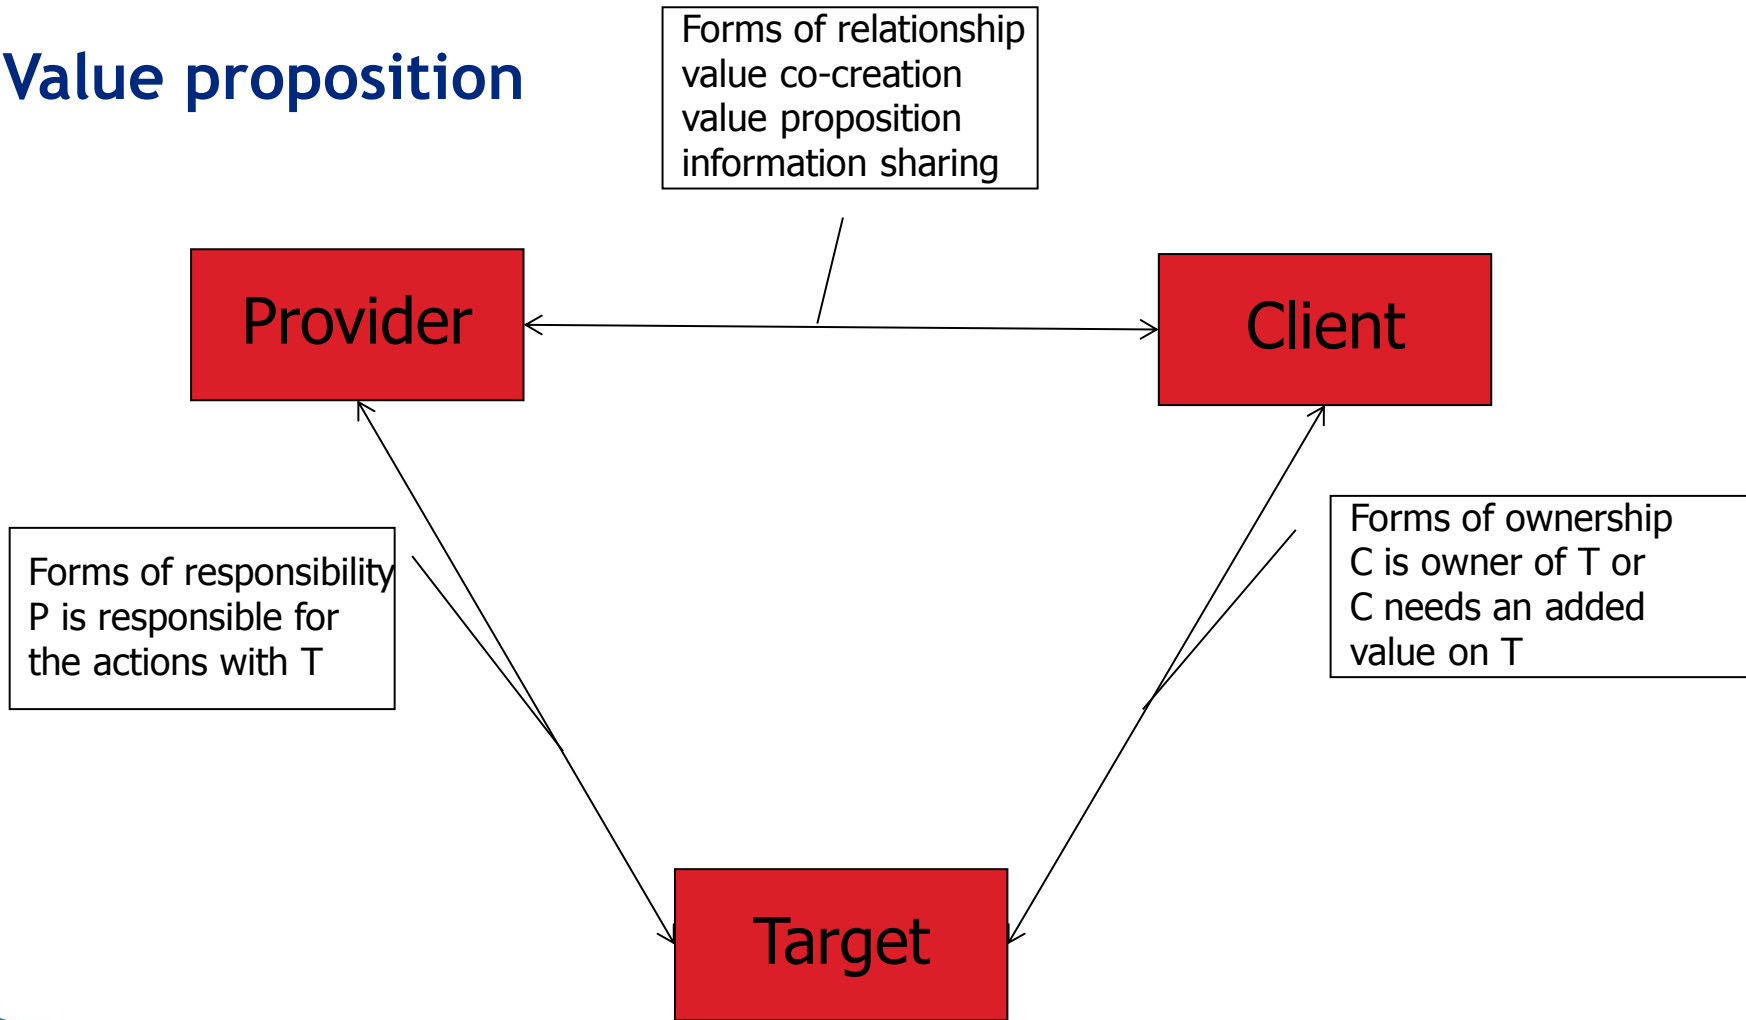 Value proposition
Forms of relationship
value co-creation
value proposition
information sharing
Provider
Client
Forms of responsibility
P is responsible for
the actions with T
Forms of ownership
C is owner of T or
C needs an added
value on T
Target